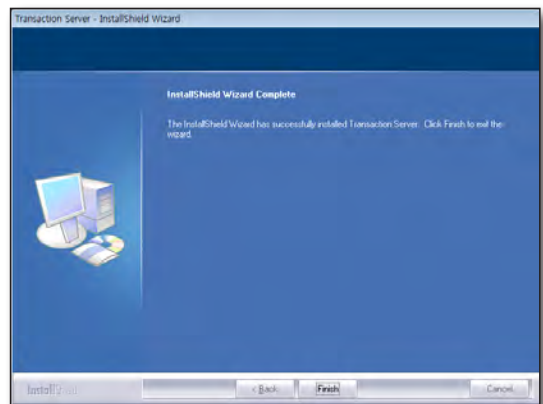 Transaction Server - InstallShield Wizard
InstallShield Wizard Complete
The InstallShield Wizard has successfully installed Transaction Server. Click Finish to exit the
wizard.
InstallShield
< Back
Finish
Cancel